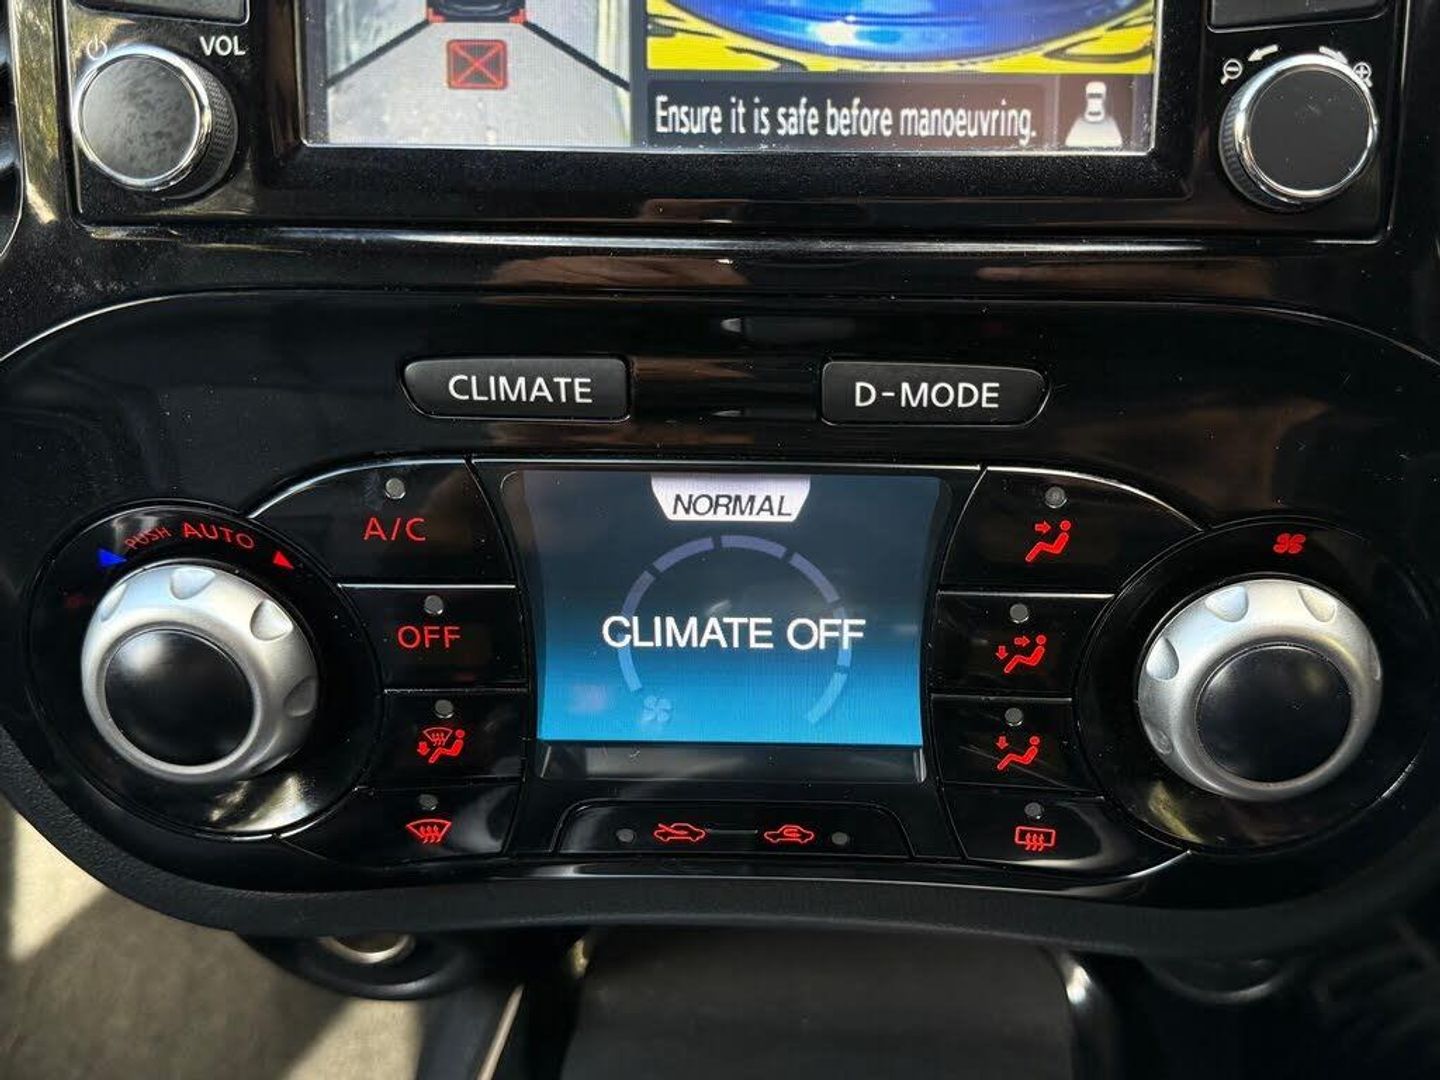 VOL
Ensure it is safe before manoeuvring.
CLIMATE
D-MODE
PUSH AUTO
A/C
NORMAL
OFF
CLIMATE OFF